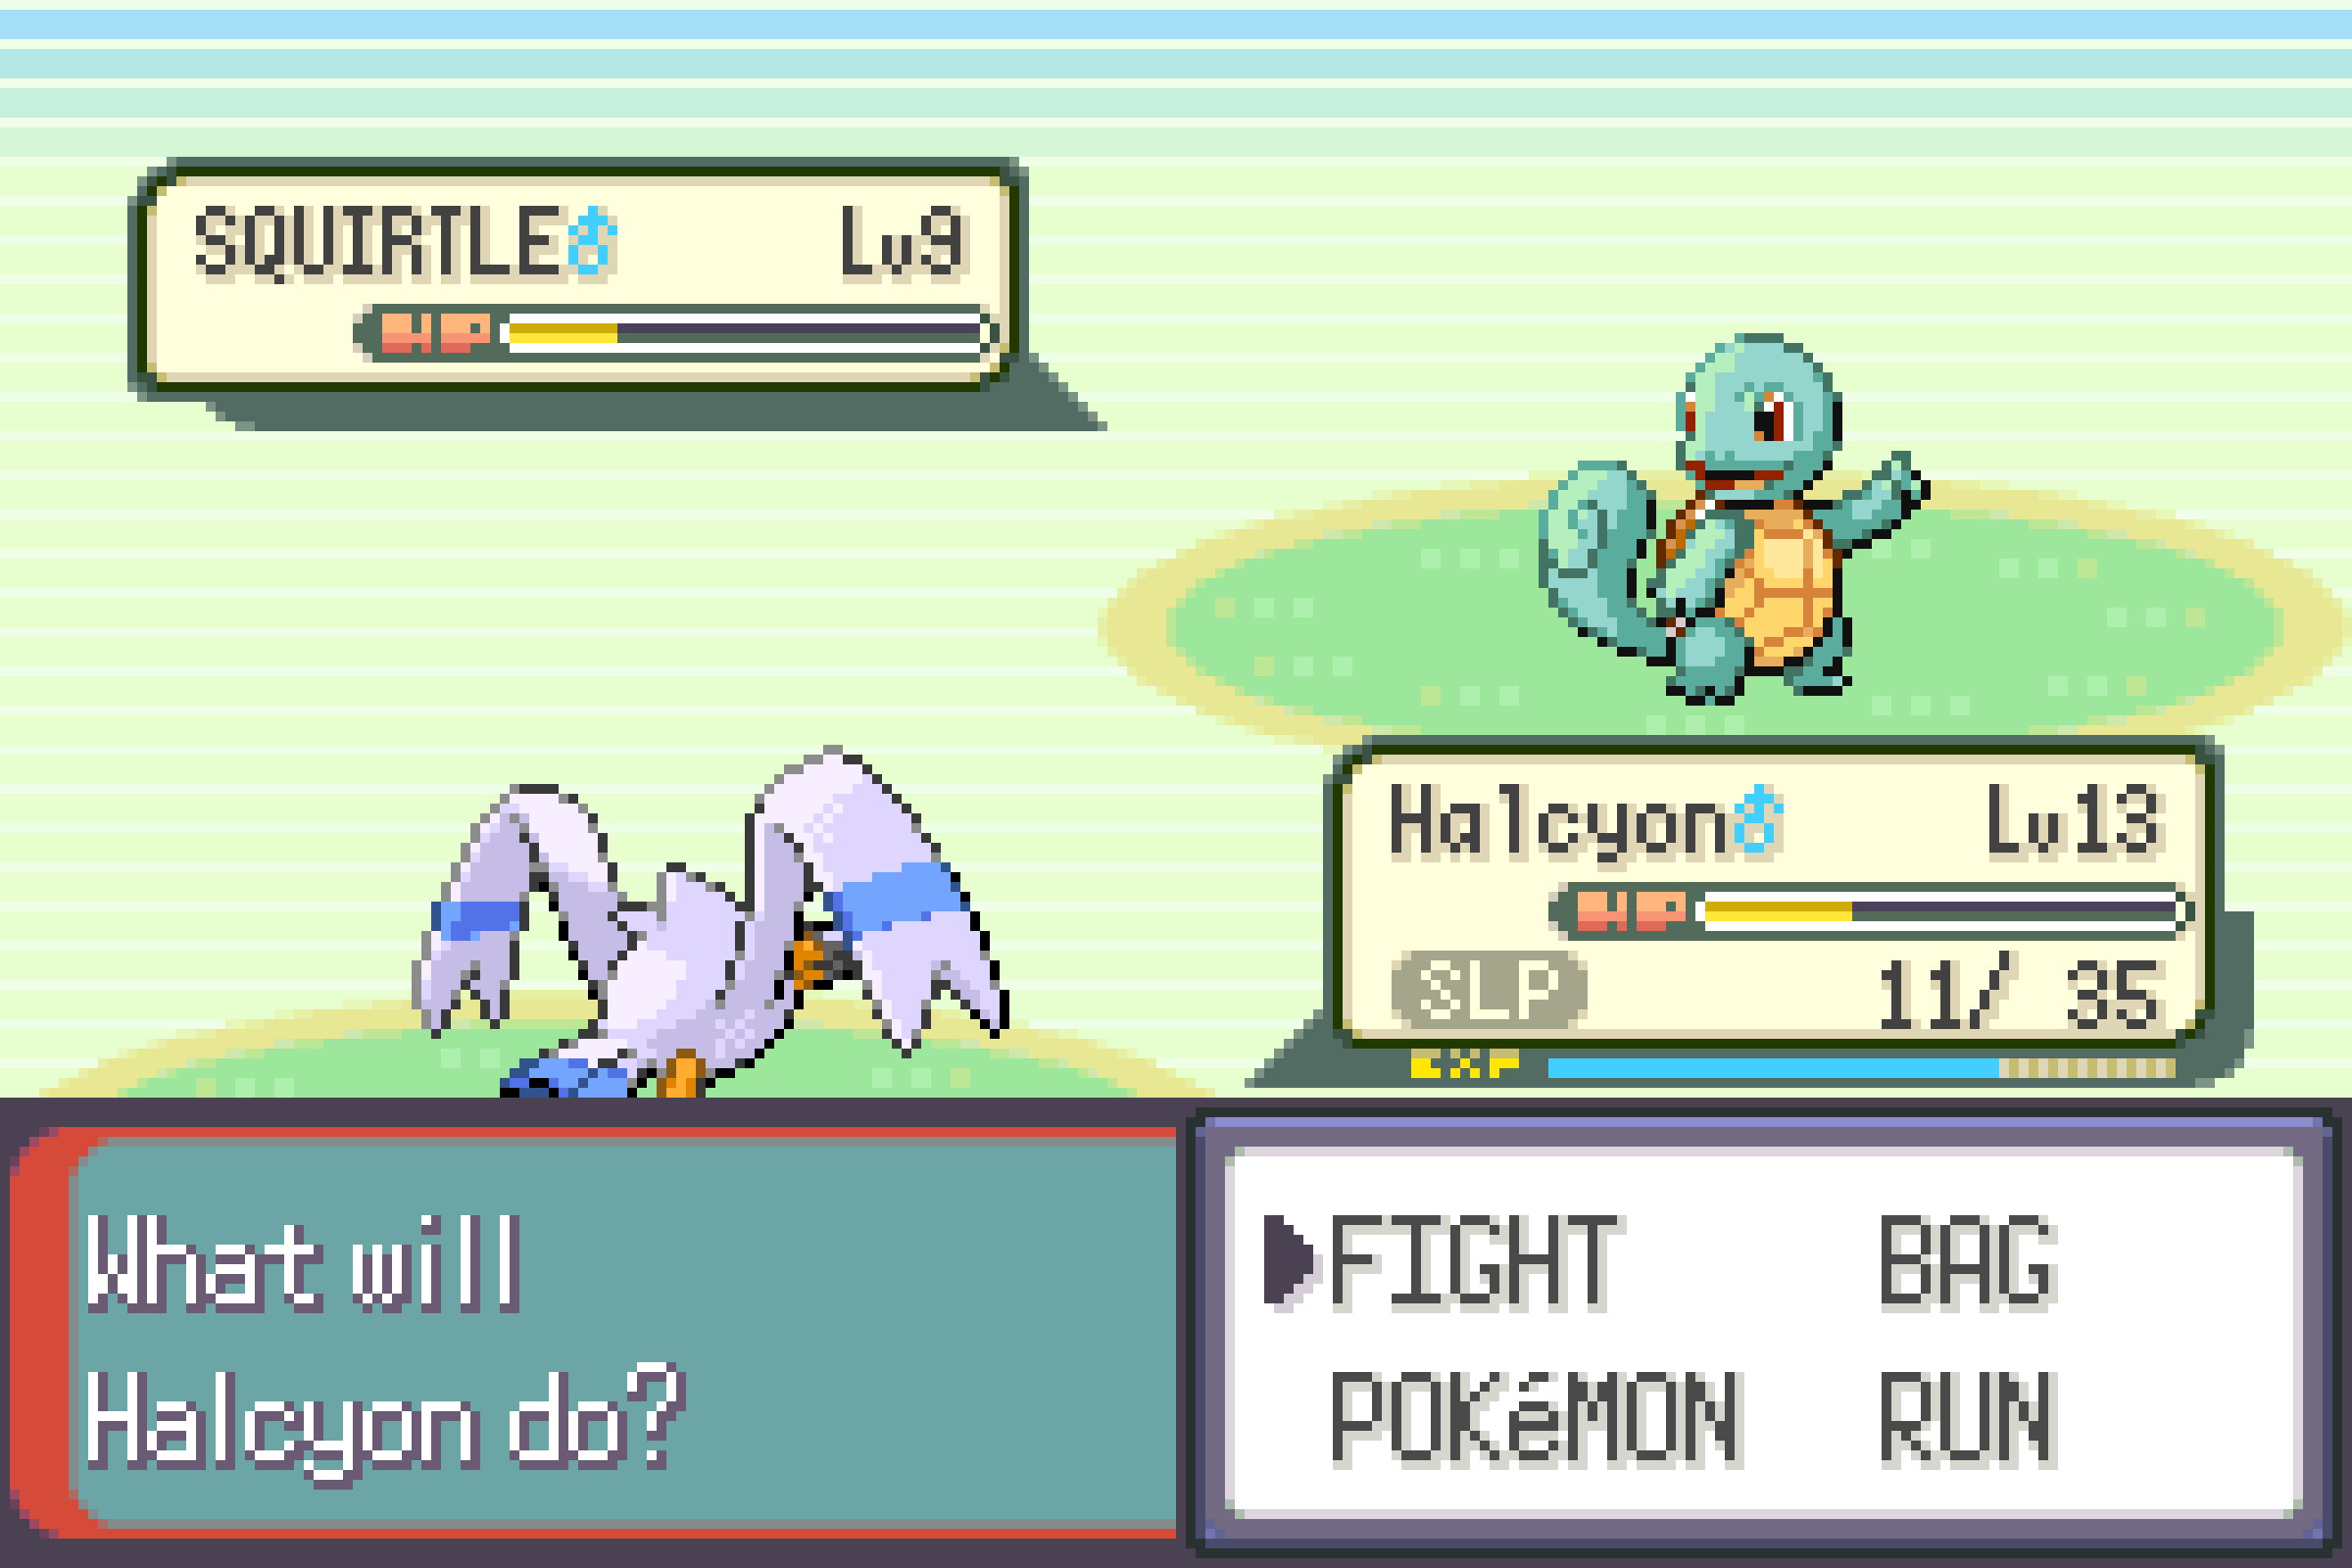 SQUIRTLE♂ Lv9
HP
Halcyon♂ Lv13
HP
SLP 11/ 35
EXP
What will
Halcyon do?
FIGHT BAG
POKéMON RUN